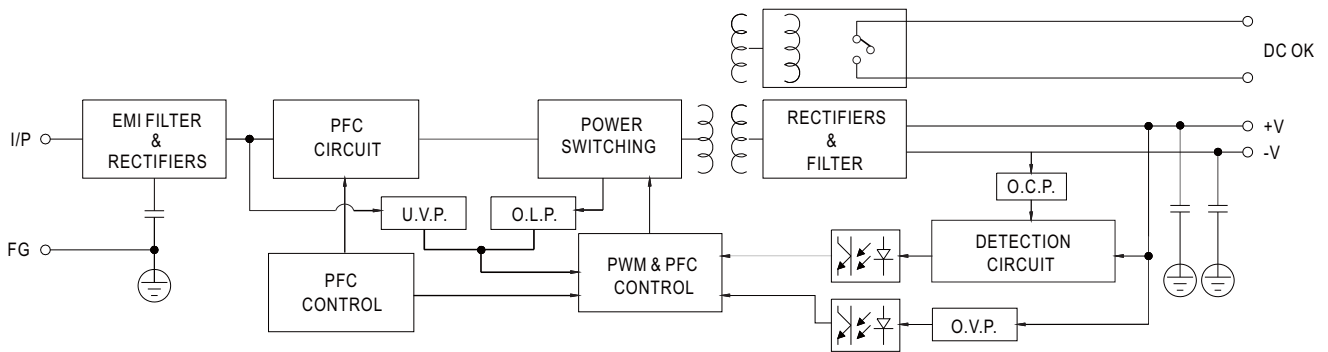 DC OK
I/P
EMI FILTER
&
RECTIFIERS
PFC
CIRCUIT
POWER
SWITCHING
RECTIFIERS
&
FILTER
+V
-V
U.V.P.
O.L.P.
O.C.P.
FG
PFC
CONTROL
PWM & PFC
CONTROL
DETECTION
CIRCUIT
O.V.P.